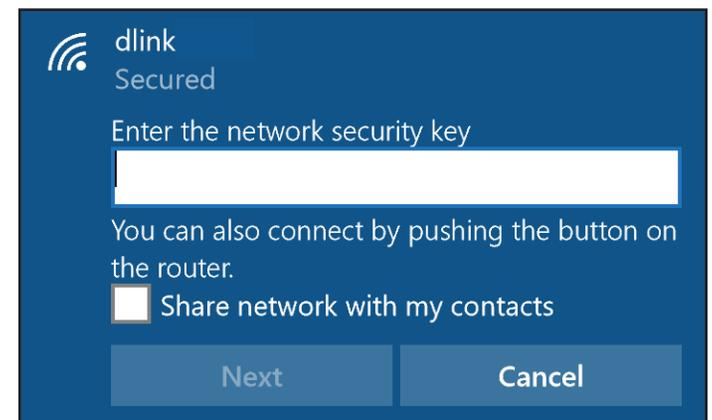 dlink
Secured
Enter the network security key
You can also connect by pushing the button on
the router.
Share network with my contacts
Next
Cancel